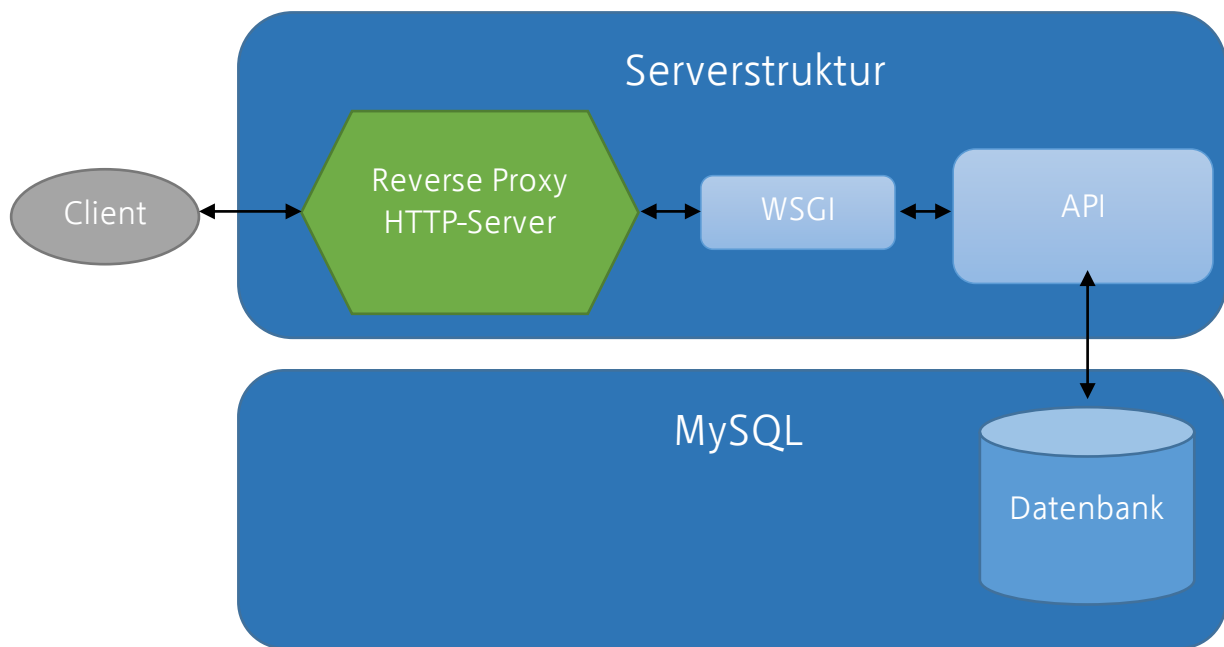 Serverstruktur
Client
Reverse Proxy
HTTP-Server
WSGI
API
MySQL
Datenbank